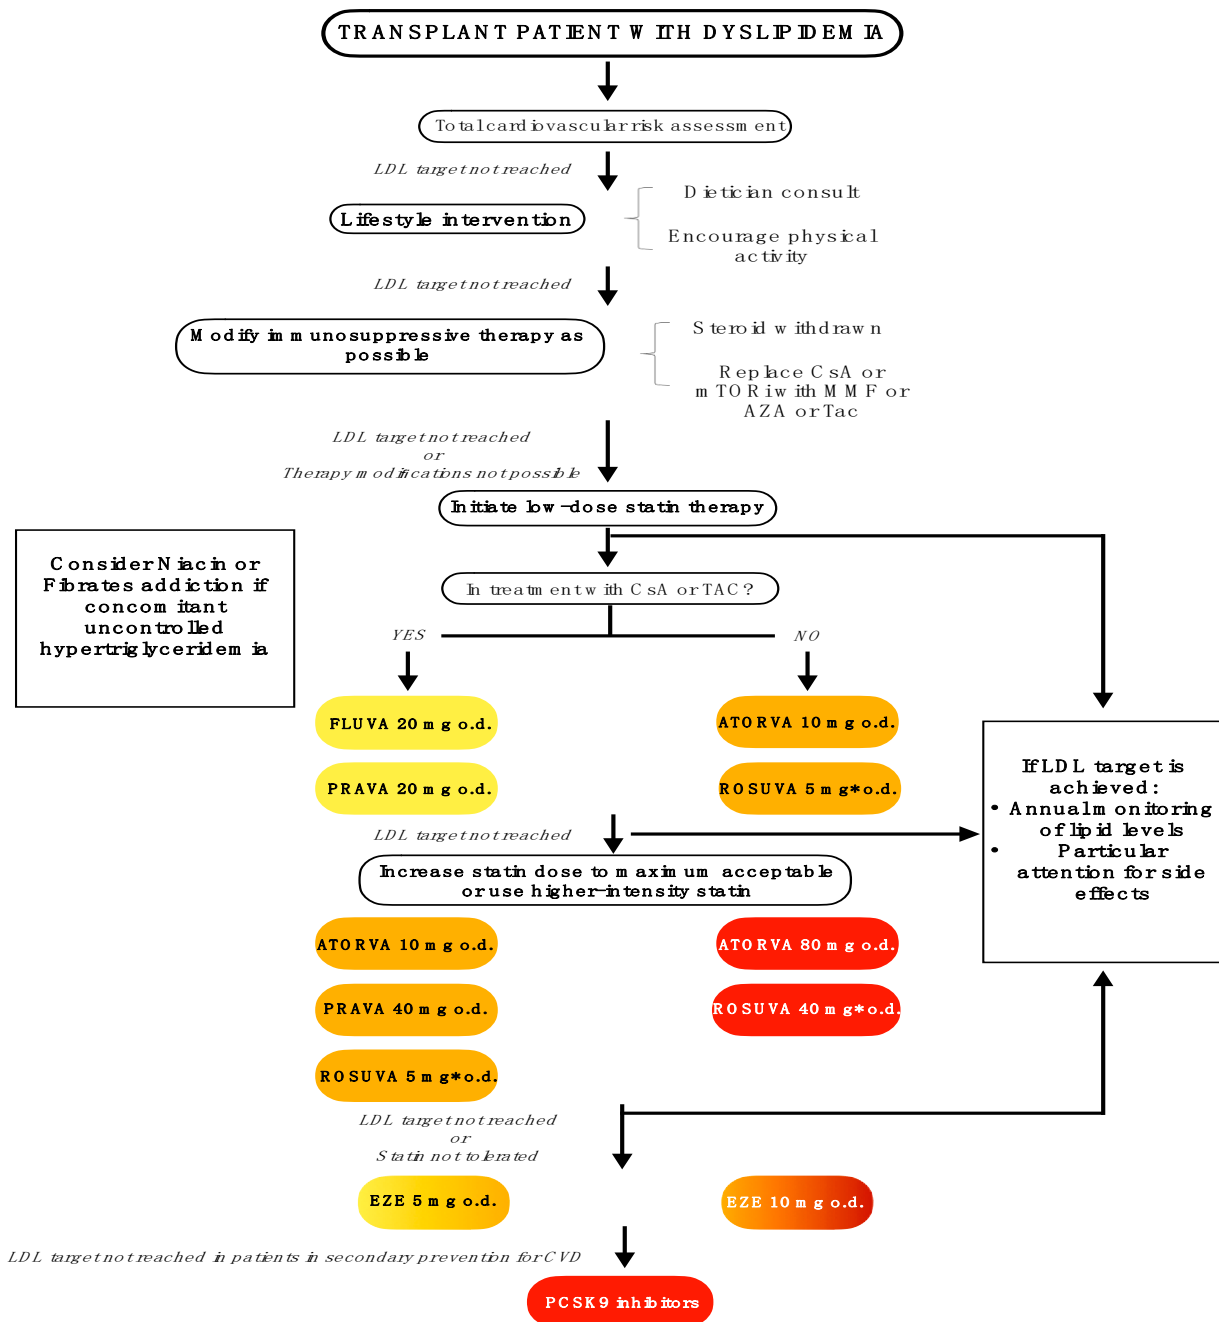 TRANSPLANT PATIENT WITH DYSLIPIDEMIA
Total cardiovascular risk assessment
LDL target not reached
Lifestyle intervention
Dietician consult
Encourage physical
activity
LDL target not reached
Modify immunosuppressive therapy as
possible
Steroid withdrawn
Replace CsA or
mTORi with MMF or
AZA or Tac
LDL target not reached
or
Therapy modifications not possible
Initiate low-dose statin therapy
Consider Niacin or
Fibrates addiction if
concomitant
uncontrolled
hypertriglyceridemia
In treatment with CsA or TAC?
YES
NO
FLUVA 20 mg o.d.
ATORVA 10 mg o.d.
PRAVA 20 mg o.d.
ROSUVA 5 mg* o.d.
If LDL target is
achieved:
• Annual monitoring
of lipid levels
• Particular
attention for side
effects
LDL target not reached
Increase statin dose to maximum acceptable
or use higher-intensity statin
ATORVA 10 mg o.d.
ATORVA 80 mg o.d.
PRAVA 40 mg o.d.
ROSUVA 40 mg* o.d.
ROSUVA 5 mg* o.d.
LDL target not reached
or
Statin not tolerated
EZE 5 mg o.d.
EZE 10 mg o.d.
LDL target not reached in patients in secondary prevention for CVD
PCSK9 inhibitors